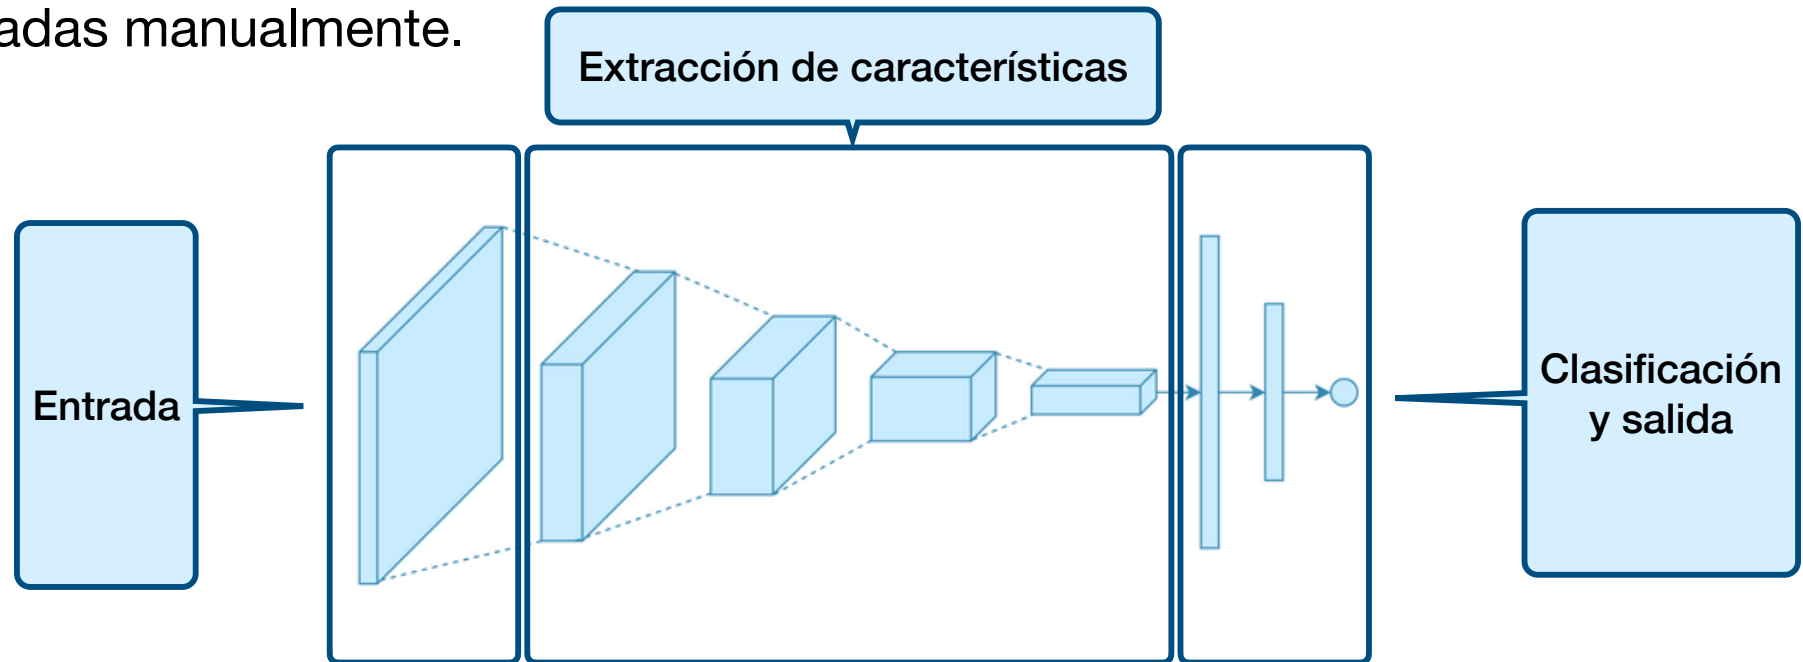 adas manualmente.
Extracción de características
Entrada
Clasificación
y salida